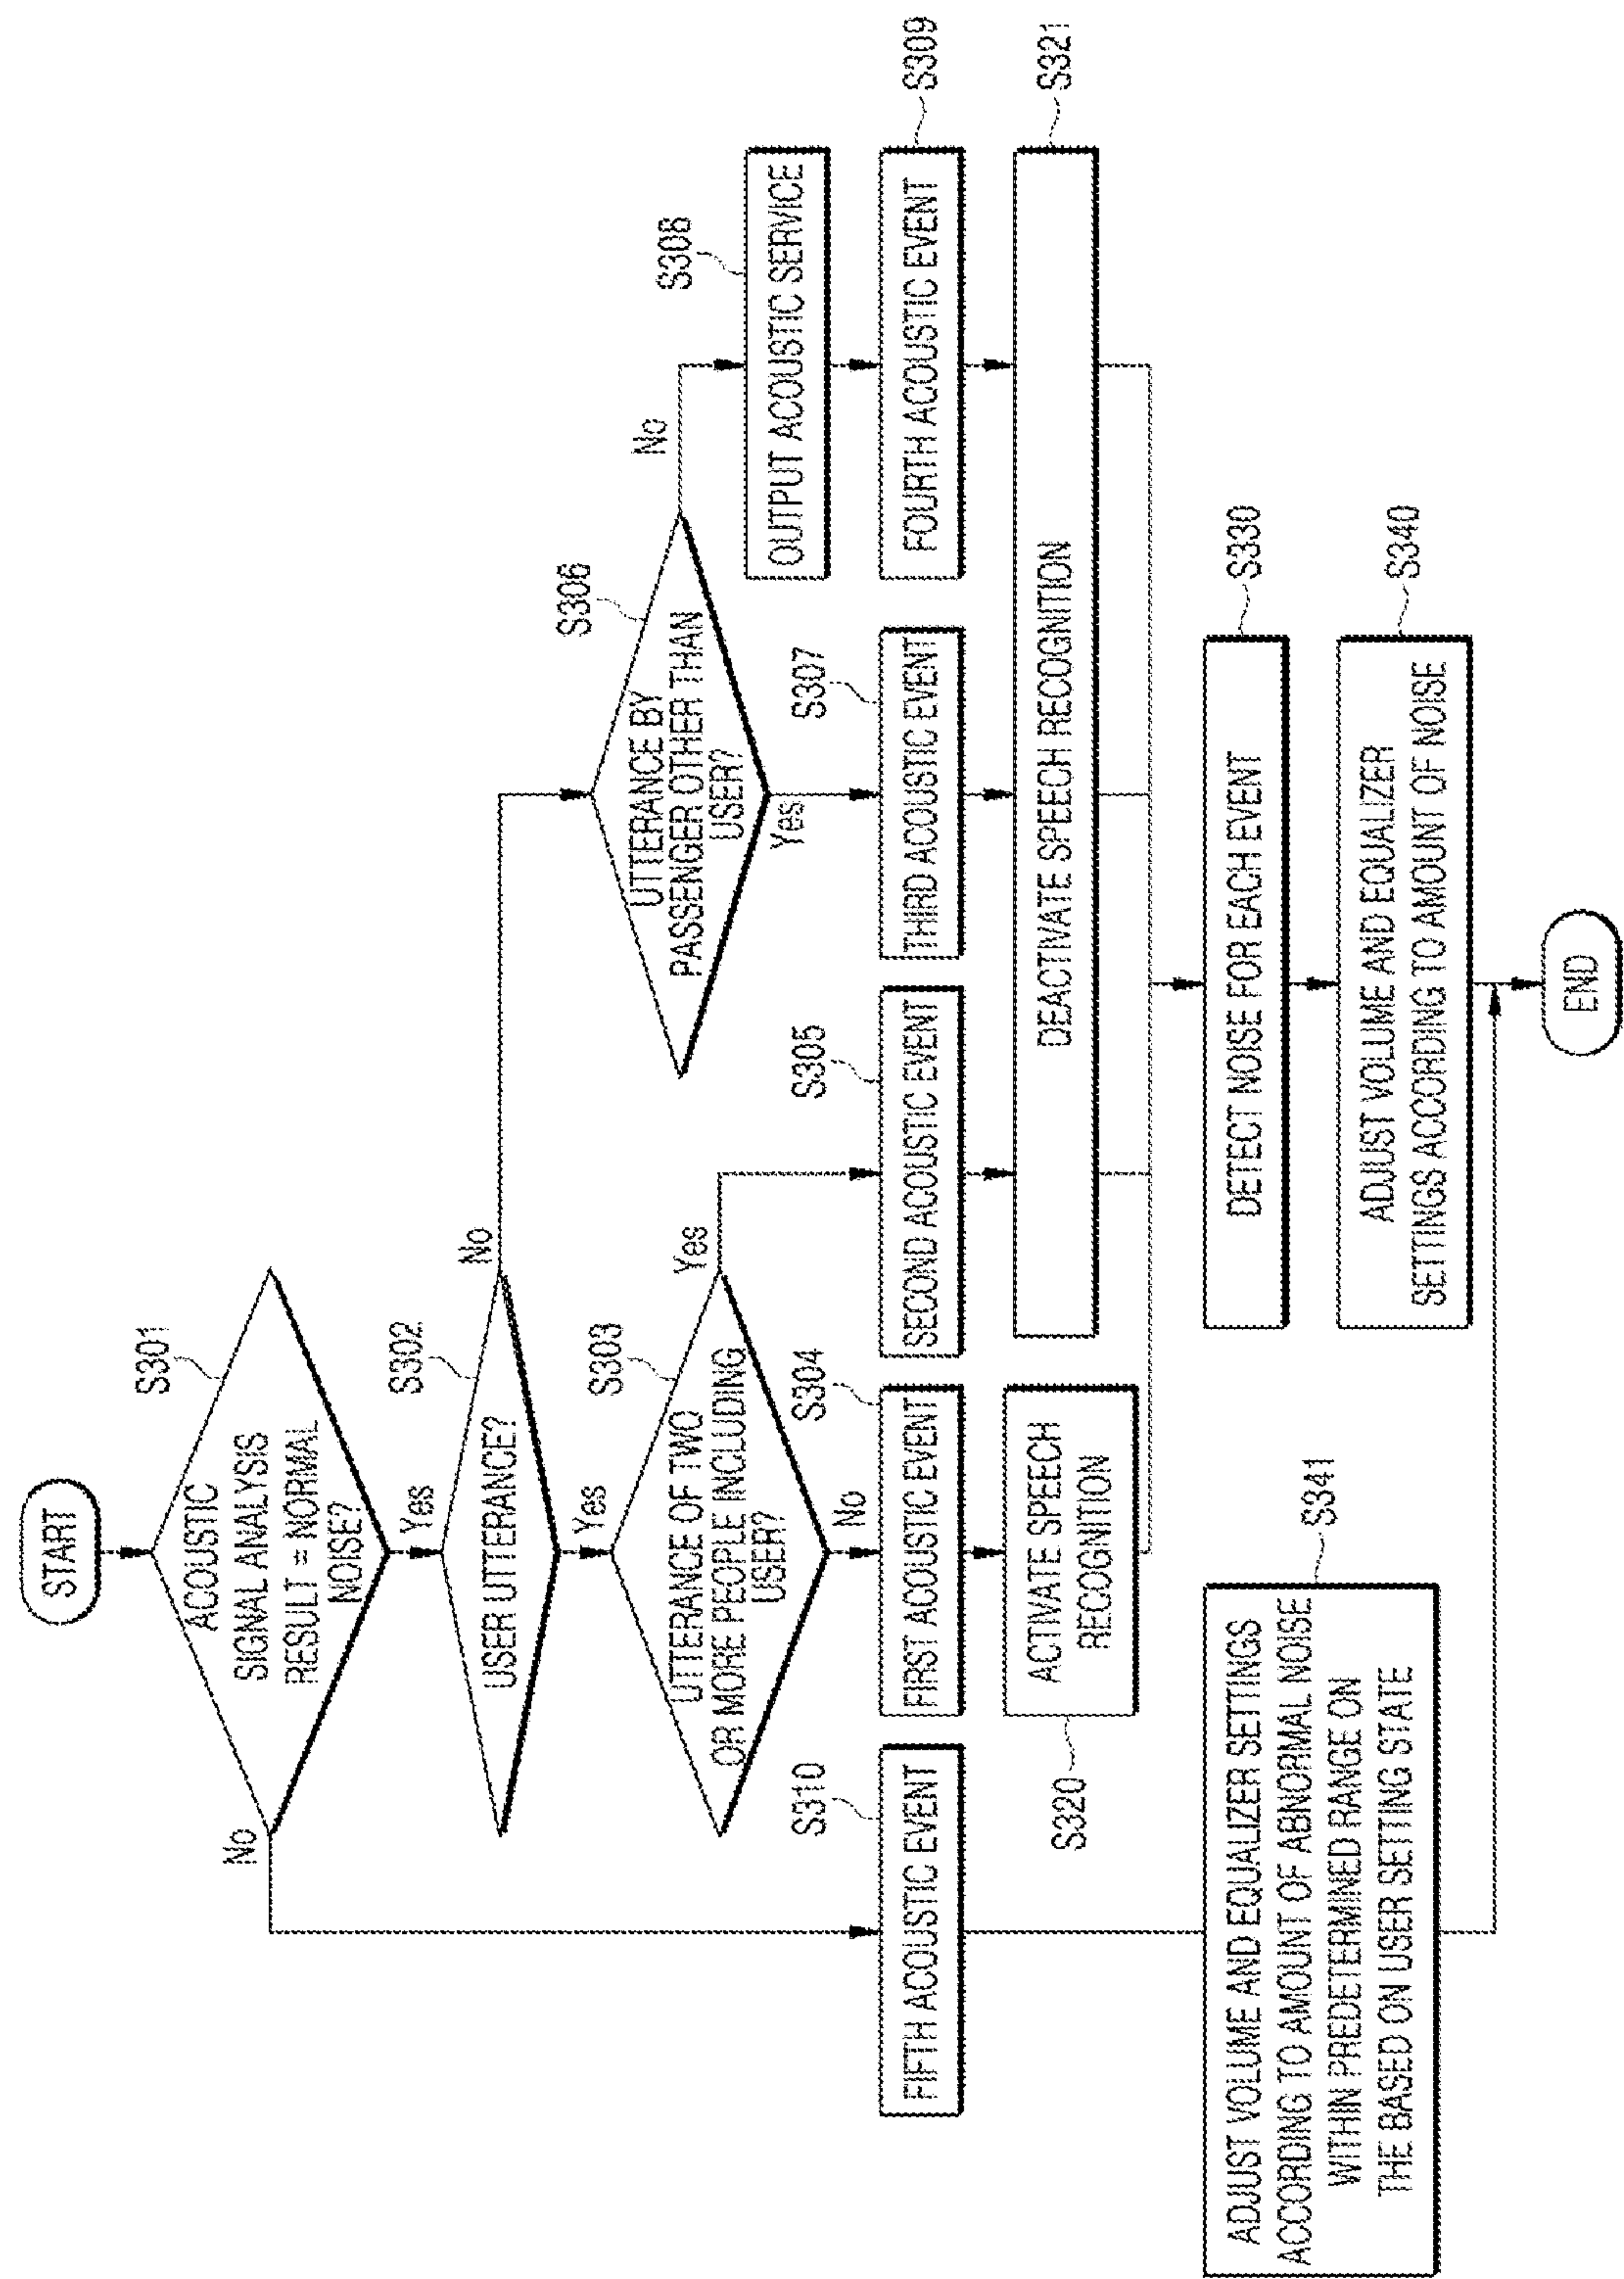 START
S301
ACOUSTIC
SIGNAL ANALYSIS
RESULT = NORMAL
NOISE?
No
Yes
S302
USER UTTERANCE?
No
Yes
S303
UTTERANCE OF TWO
OR MORE PEOPLE INCLUDING
USER?
Yes
No
S306
UTTERANCE BY
PASSENGER OTHER THAN
USER?
No
Yes
S308
OUTPUT ACOUSTIC SERVICE
S310
FIFTH ACOUSTIC EVENT
S304
FIRST ACOUSTIC EVENT
S305
SECOND ACOUSTIC EVENT
S307
THIRD ACOUSTIC EVENT
S309
FOURTH ACOUSTIC EVENT
S320
ACTIVATE SPEECH
RECOGNITION
DEACTIVATE SPEECH RECOGNITION
S321
S341
ADJUST VOLUME AND EQUALIZER SETTINGS
ACCORDING TO AMOUNT OF ABNORMAL NOISE
WITHIN PREDETERMINED RANGE ON
THE BASED ON USER SETTING STATE
DETECT NOISE FOR EACH EVENT
S330
ADJUST VOLUME AND EQUALIZER
SETTINGS ACCORDING TO AMOUNT OF NOISE
S340
END